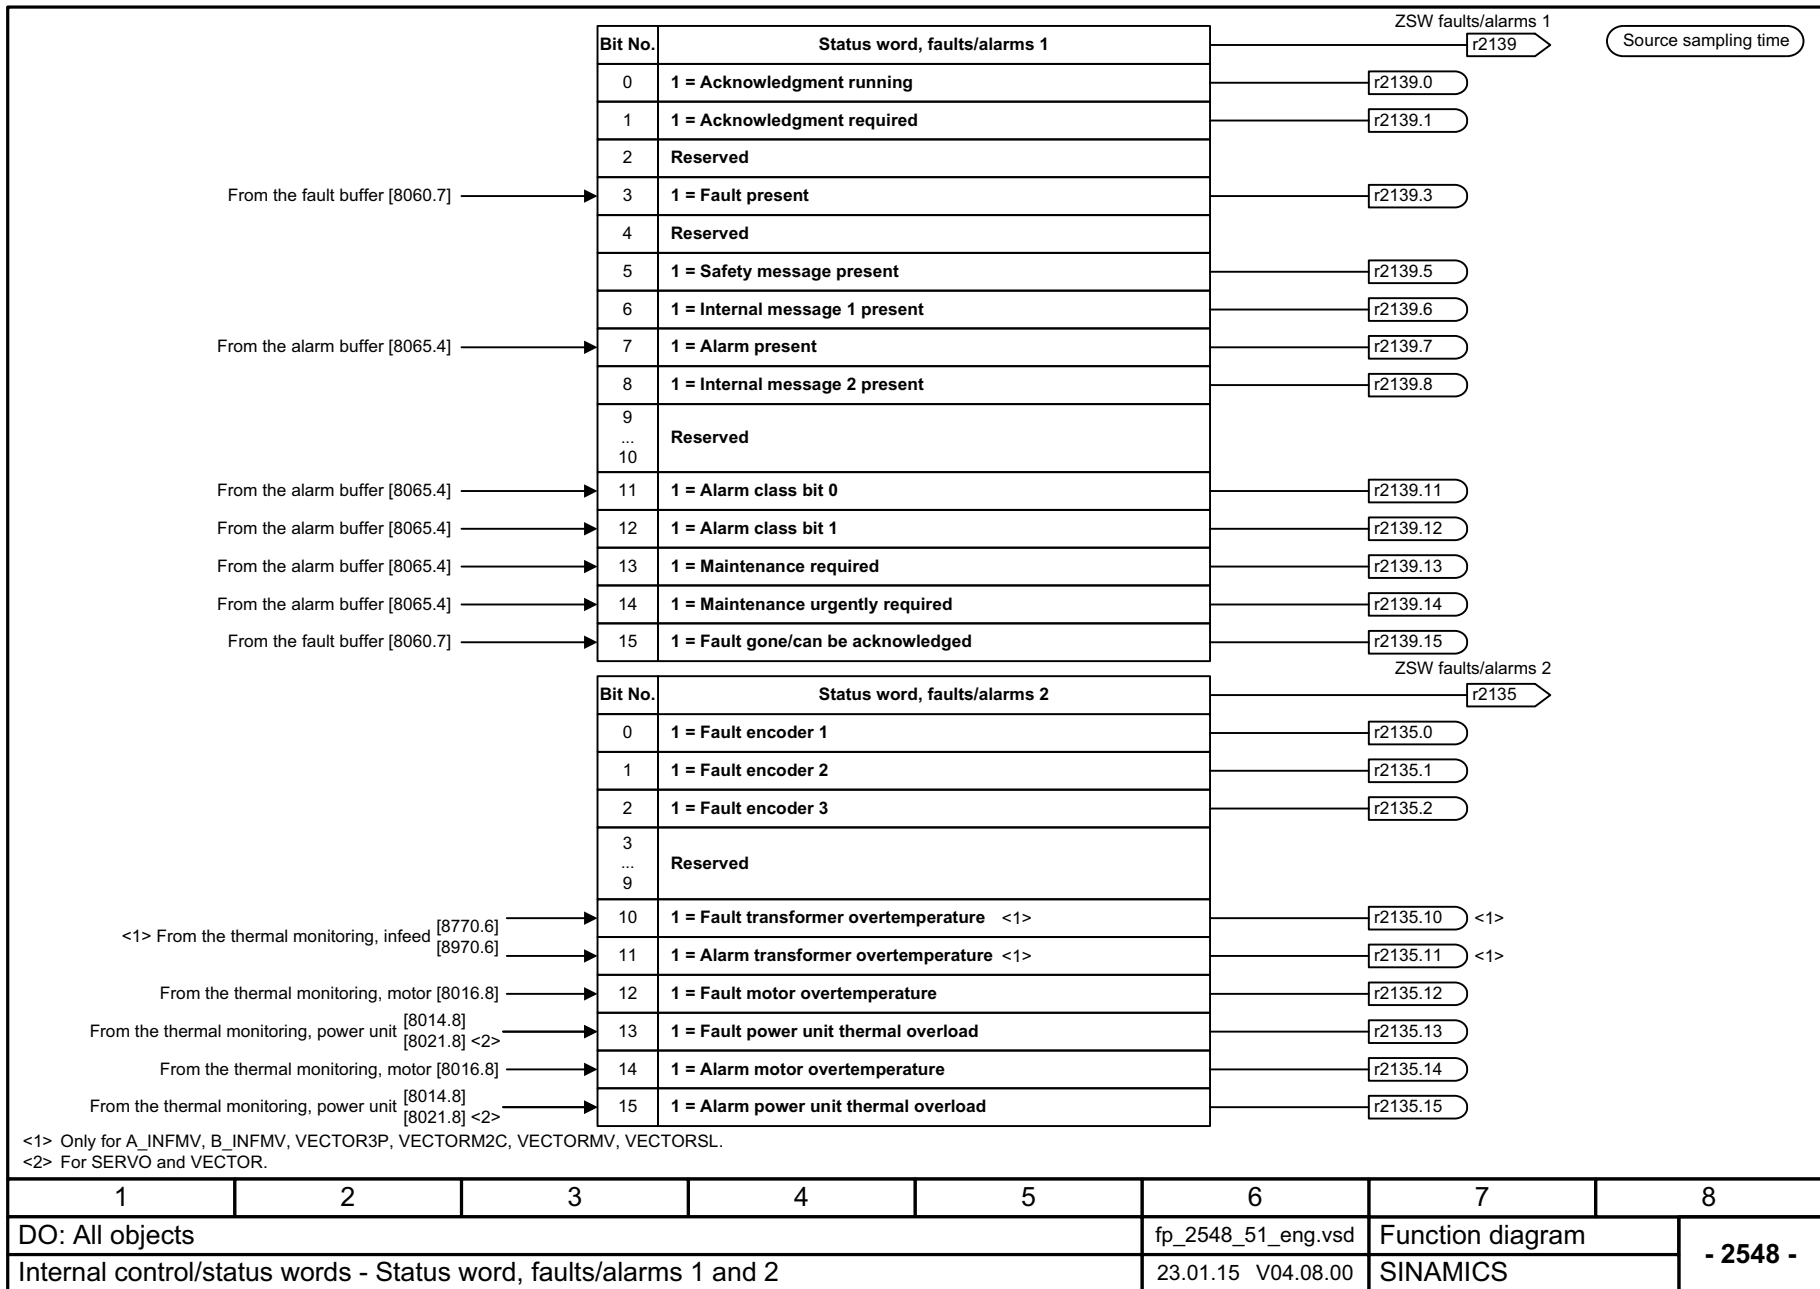 ZSW faults/alarms 1
Bit No. Status word, faults/alarms 1 r2139 Source sampling time
0 1 = Acknowledgment running r2139.0
1 1 = Acknowledgment required r2139.1
2 Reserved
From the fault buffer [8060.7] 3 1 = Fault present r2139.3
4 Reserved
5 1 = Safety message present r2139.5
6 1 = Internal message 1 present r2139.6
From the alarm buffer [8065.4] 7 1 = Alarm present r2139.7
8 1 = Internal message 2 present r2139.8
9
... Reserved
10
From the alarm buffer [8065.4] 11 1 = Alarm class bit 0 r2139.11
From the alarm buffer [8065.4] 12 1 = Alarm class bit 1 r2139.12
From the alarm buffer [8065.4] 13 1 = Maintenance required r2139.13
From the alarm buffer [8065.4] 14 1 = Maintenance urgently required r2139.14
From the fault buffer [8060.7] 15 1 = Fault gone/can be acknowledged r2139.15
ZSW faults/alarms 2
Bit No. Status word, faults/alarms 2 r2135
0 1 = Fault encoder 1 r2135.0
1 1 = Fault encoder 2 r2135.1
2 1 = Fault encoder 3 r2135.2
3
... Reserved
9
10 1 = Fault transformer overtemperature <1> r2135.10 <1>
<1> From the thermal monitoring, infeed [8770.6]
[8970.6]
11 1 = Alarm transformer overtemperature <1> r2135.11 <1>
From the thermal monitoring, motor [8016.8] 12 1 = Fault motor overtemperature r2135.12
From the thermal monitoring, power unit [8014.8]
[8021.8] <2> 13 1 = Fault power unit thermal overload r2135.13
From the thermal monitoring, motor [8016.8] 14 1 = Alarm motor overtemperature r2135.14
From the thermal monitoring, power unit [8014.8]
[8021.8] <2> 15 1 = Alarm power unit thermal overload r2135.15
<1> Only for A_INFMV, B_INFMV, VECTOR3P, VECTORM2C, VECTORMV, VECTORSL.
<2> For SERVO and VECTOR.
1 2 3 4 5 6 7 8
DO: All objects fp_2548_51_eng.vsd Function diagram - 2548 -
Internal control/status words - Status word, faults/alarms 1 and 2 23.01.15 V04.08.00 SINAMICS